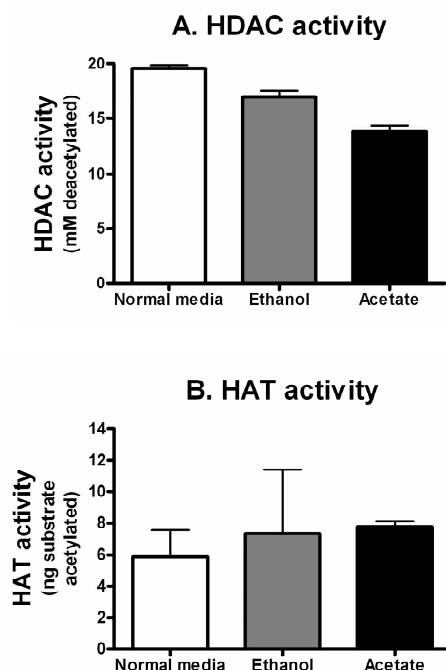 A. HDAC activity
HDAC activity
(mM deacetylated)
20
15
10
5
0
Normal media Ethanol Acetate
B. HAT activity
HAT activity
(ng substrate
acetylated)
14
12
10
8
6
4
2
0
Normal media Ethanol Acetate